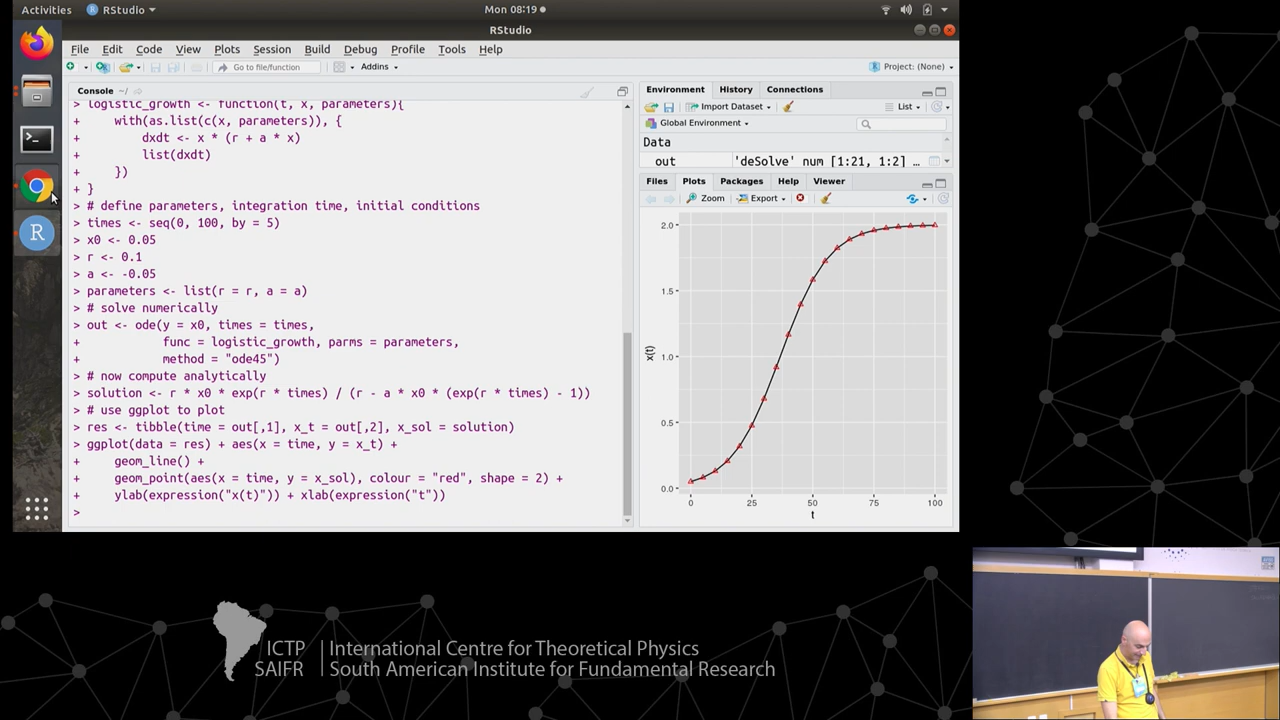 Activities
RStudio
Mon 08:19
RStudio
File Edit Code View Plots Session Build Debug Profile Tools Help
Go to file/function
Addins
Project: (None)
Console ~/
> logistic_growth <- function(t, x, parameters){
+ with(as.list(c(x, parameters)), {
+ dxdt <- x * (r + a * x)
+ list(dxdt)
+ })
+ }
> # define parameters, integration time, initial conditions
> times <- seq(0, 100, by = 5)
> x0 <- 0.05
> r <- 0.1
> a <- -0.05
> parameters <- list(r = r, a = a)
> # solve numerically
> out <- ode(y = x0, times = times,
+ func = logistic_growth, parms = parameters,
+ method = "ode45")
> # now compute analytically
> solution <- r * x0 * exp(r * times) / (r - a * x0 * (exp(r * times) - 1))
> # use ggplot to plot
> res <- tibble(time = out[,1], x_t = out[,2], x_sol = solution)
> ggplot(data = res) + aes(x = time, y = x_t) +
+ geom_line() +
+ geom_point(aes(x = time, y = x_sol), colour = "red", shape = 2) +
+ ylab(expression("x(t)")) + xlab(expression("t"))
>
Environment History Connections
Import Dataset
List
Global Environment
Data
out 'deSolve' num [1:21, 1:2] ...
Files Plots Packages Help Viewer
Zoom Export
2.0
1.5
1.0
0.5
0.0
x(t)
0 25 50 75 100
t
ICTP International Centre for Theoretical Physics
SAIFR South American Institute for Fundamental Research